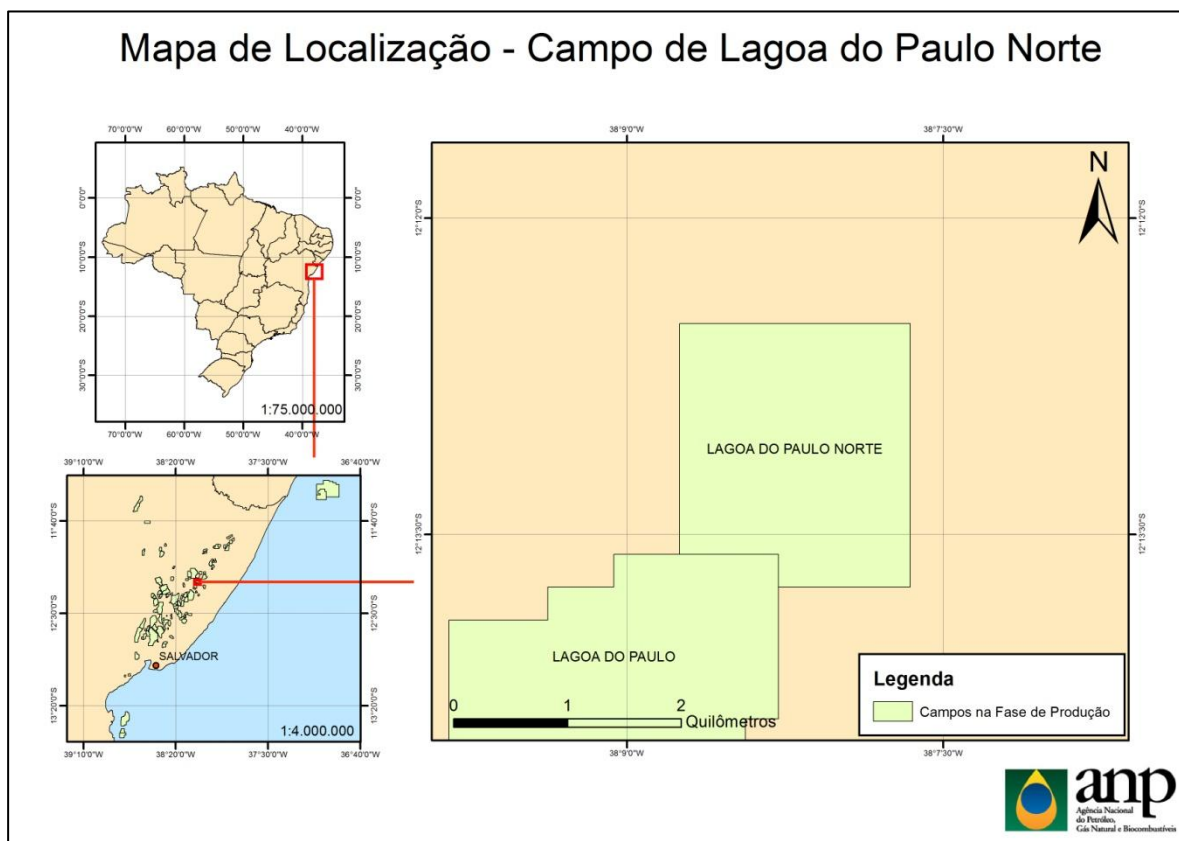 Mapa de Localização - Campo de Lagoa do Paulo Norte
70°0'0"W 60°0'0"W 50°0'0"W 40°0'0"W
0°0'0" 0°0'0"
10°0'0"S 10°0'0"S
20°0'0"S 20°0'0"S
30°0'0"S 30°0'0"S
1:75.000.000
70°0'0"W 60°0'0"W 50°0'0"W 40°0'0"W
39°10'0"W 38°20'0"W 37°30'0"W 36°40'0"W
11°40'0"S 11°40'0"S
12°30'0"S 12°30'0"S
SALVADOR
13°20'0"S 13°20'0"S
1:4.000.000
39°10'0"W 38°20'0"W 37°30'0"W 36°40'0"W
38°9'0"W 38°7'30"W
N
12°12'0"S 12°12'0"S
LAGOA DO PAULO NORTE
12°13'30"S 12°13'30"S
LAGOA DO PAULO
0 1 2
Quilômetros
Legenda
Campos na Fase de Produção
38°9'0"W 38°7'30"W
anp
Agência Nacional
do Petróleo,
Gás Natural e Biocombustíveis